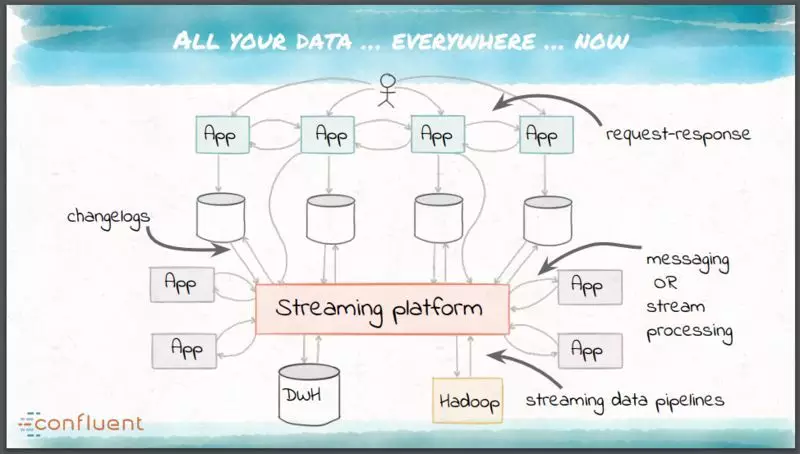 ALL YOUR DATA ... EVERYWHERE ... NOW
App
App
App
App
request-response
changelogs
messaging
OR
stream
processing
App
App
Streaming platform
App
App
DWH
Hadoop
streaming data pipelines
confluent